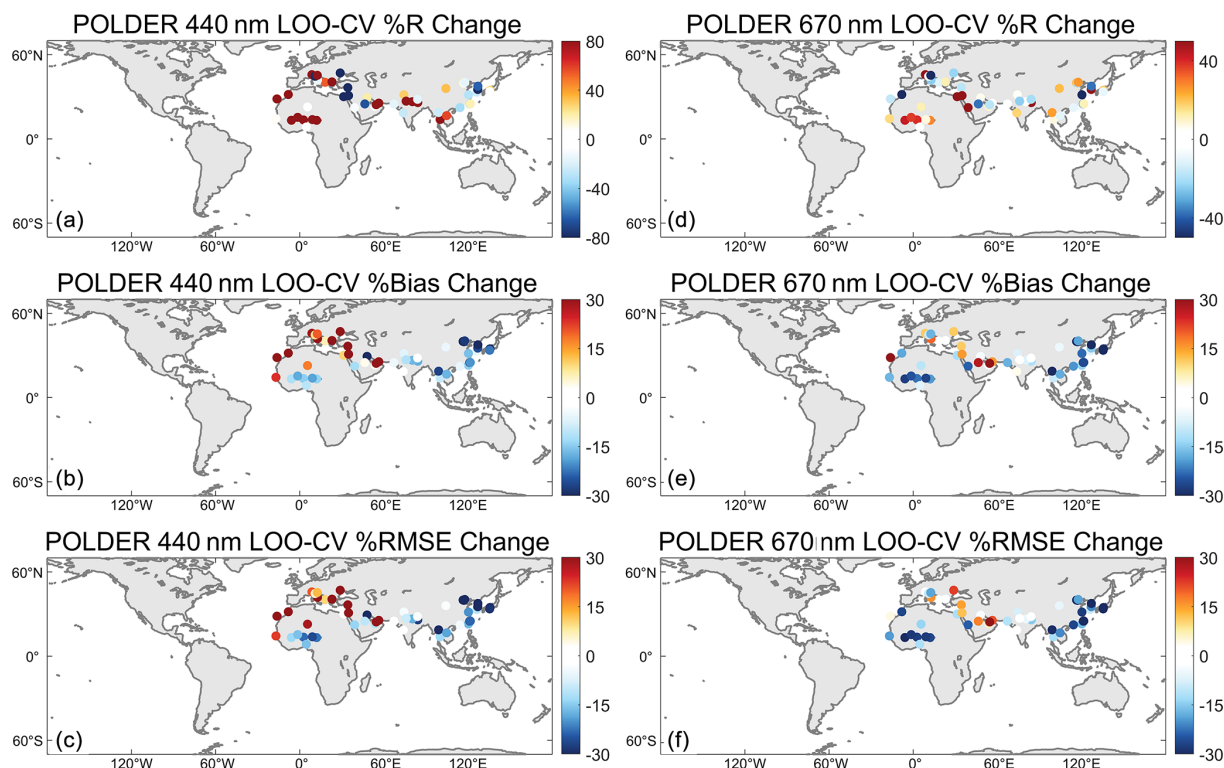 POLDER 440 nm LOO-CV %R Change
60°N
0°
60°S
(a)
120°W 60°W 0° 60°E 120°E
80
40
0
-40
-80
POLDER 670 nm LOO-CV %R Change
60°N
0°
60°S
(d)
120°W 60°W 0° 60°E 120°E
40
0
-40
POLDER 440 nm LOO-CV %Bias Change
60°N
0°
60°S
(b)
120°W 60°W 0° 60°E 120°E
30
15
0
-15
-30
POLDER 670 nm LOO-CV %Bias Change
60°N
0°
60°S
(e)
120°W 60°W 0° 60°E 120°E
30
15
0
-15
-30
POLDER 440 nm LOO-CV %RMSE Change
60°N
0°
60°S
(c)
120°W 60°W 0° 60°E 120°E
30
15
0
-15
-30
POLDER 670 nm LOO-CV %RMSE Change
60°N
0°
60°S
(f)
120°W 60°W 0° 60°E 120°E
30
15
0
-15
-30